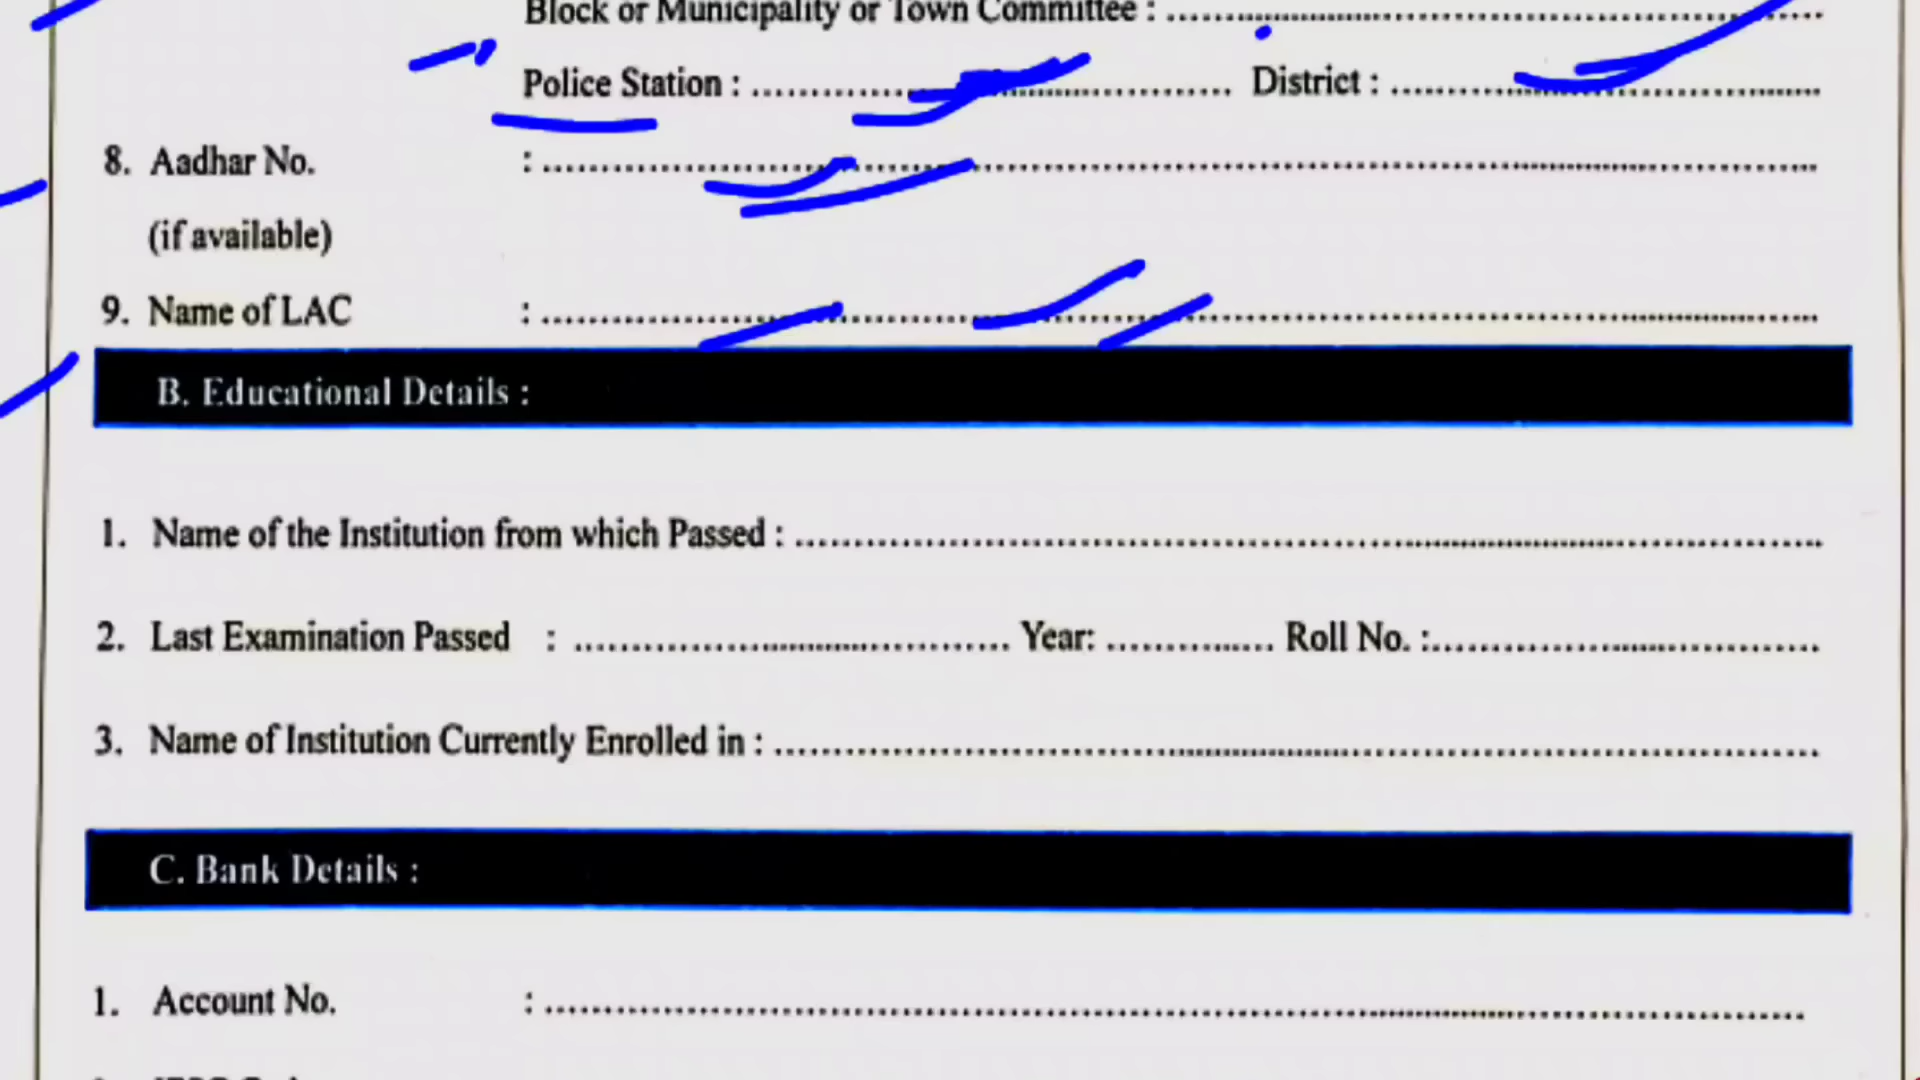 Block or Municipality or Town Committee : ..........
Police Station : .......... District : ..........
8. Aadhar No. : ..........
(if available)
9. Name of LAC : ..........
B. Educational Details :
1. Name of the Institution from which Passed : ..........
2. Last Examination Passed : .......... Year: .......... Roll No. :..........
3. Name of Institution Currently Enrolled in : ..........
C. Bank Details :
1. Account No. : ..........